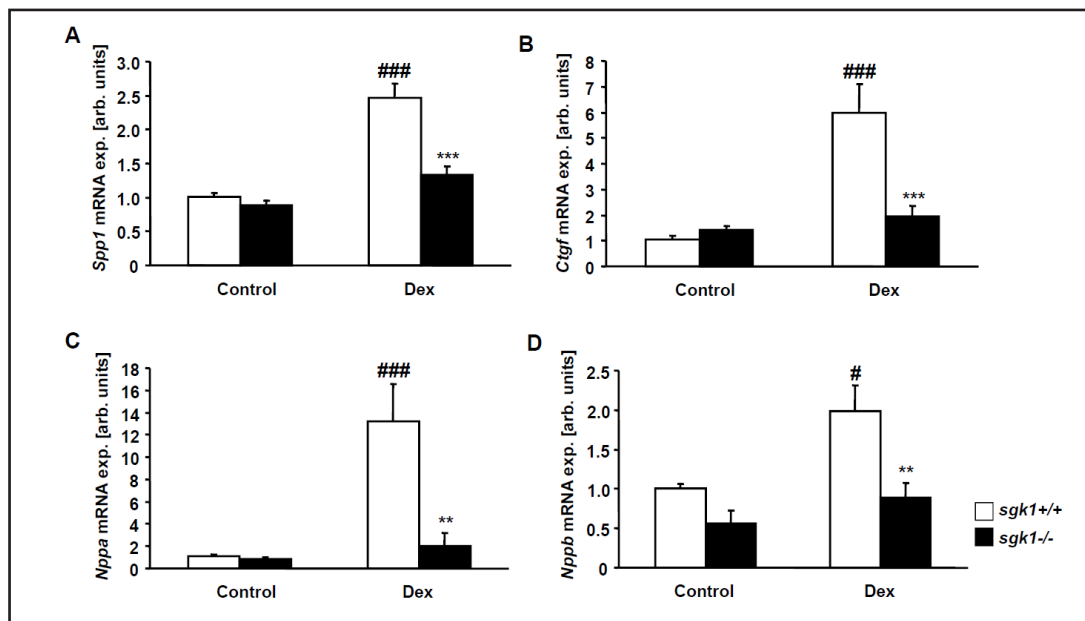 A
Spp1 mRNA exp. [arb. units]
3.0
2.5
2.0
1.5
1.0
0.5
0
###
***
Control
Dex
B
Ctgf mRNA exp. [arb. units]
8
7
6
5
4
3
2
1
0
###
***
Control
Dex
C
Nppa mRNA exp. [arb. units]
18
16
14
12
10
8
6
4
2
0
###
**
Control
Dex
D
Nppb mRNA exp. [arb. units]
2.5
2.0
1.0
0.5
0
#
**
Control
Dex
sgk1+/+
sgk1-/-